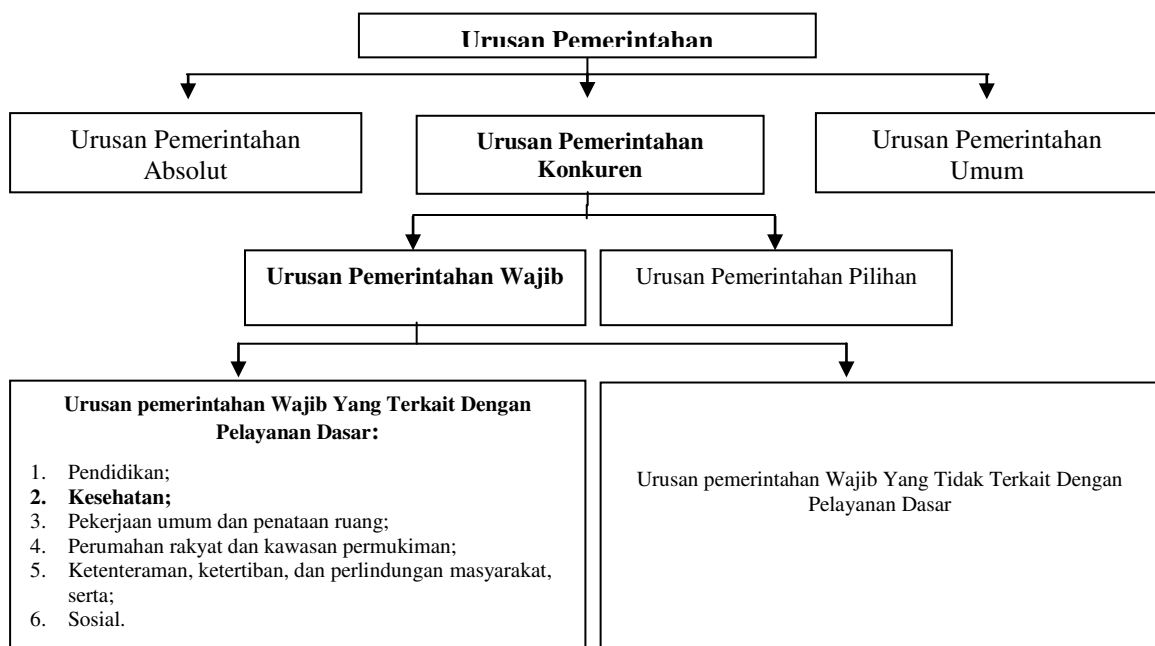 Urusan Pemerintahan
Urusan Pemerintahan
Absolut
Urusan Pemerintahan
Konkuren
Urusan Pemerintahan
Umum
Urusan Pemerintahan Wajib
Urusan Pemerintahan Pilihan
Urusan pemerintahan Wajib Yang Terkait Dengan
Pelayanan Dasar:
1. Pendidikan;
2. Kesehatan;
3. Pekerjaan umum dan penataan ruang;
4. Perumahan rakyat dan kawasan permukiman;
5. Ketenteraman, ketertiban, dan perlindungan masyarakat,
serta;
6. Sosial.
Urusan pemerintahan Wajib Yang Tidak Terkait Dengan
Pelayanan Dasar